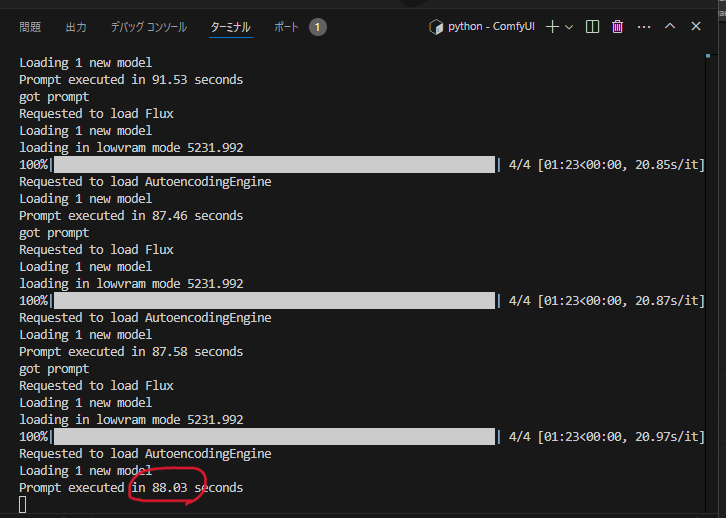 問題 出力 デバッグ コンソール ターミナル ポート 1 python - ComfyUI
Loading 1 new model
Prompt executed in 91.53 seconds
got prompt
Requested to load Flux
Loading 1 new model
loading in lowvram mode 5231.992
100%| | 4/4 [01:23<00:00, 20.85s/it]
Requested to load AutoencodingEngine
Loading 1 new model
Prompt executed in 87.46 seconds
got prompt
Requested to load Flux
Loading 1 new model
loading in lowvram mode 5231.992
100%| | 4/4 [01:23<00:00, 20.87s/it]
Requested to load AutoencodingEngine
Loading 1 new model
Prompt executed in 87.58 seconds
got prompt
Requested to load Flux
Loading 1 new model
loading in lowvram mode 5231.992
100%| | 4/4 [01:23<00:00, 20.97s/it]
Requested to load AutoencodingEngine
Loading 1 new model
Prompt executed in 88.03 seconds